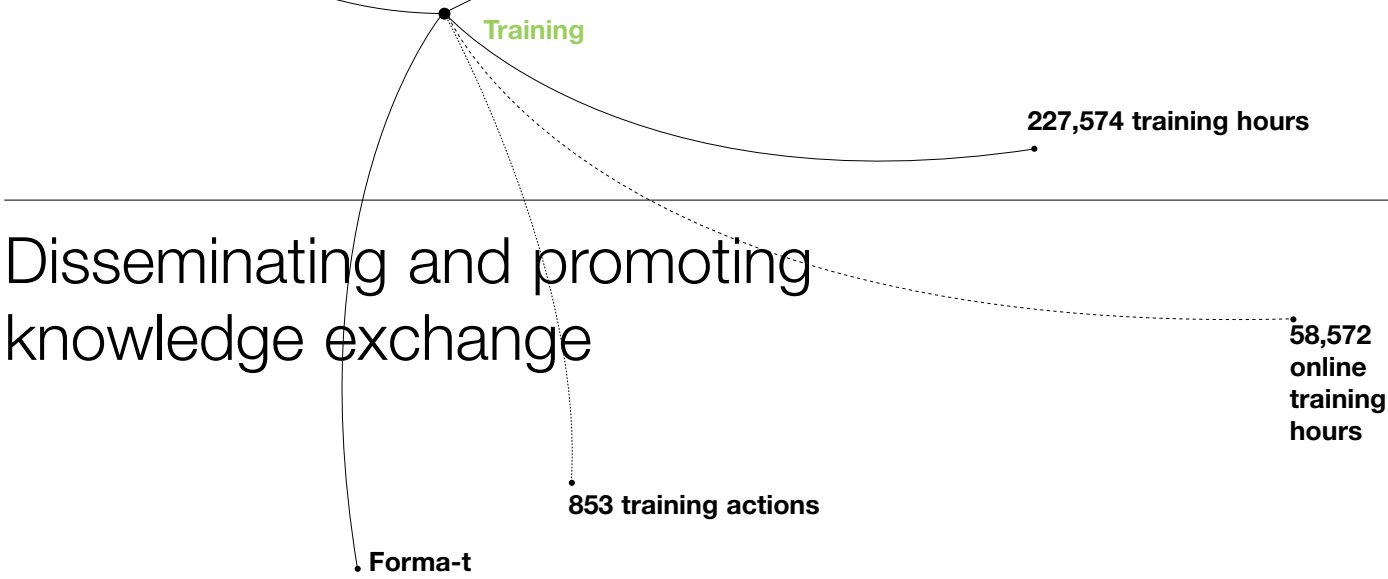 Training
227,574 training hours
Disseminating and promoting
knowledge exchange
58,572
online
training
hours
853 training actions
Forma-t